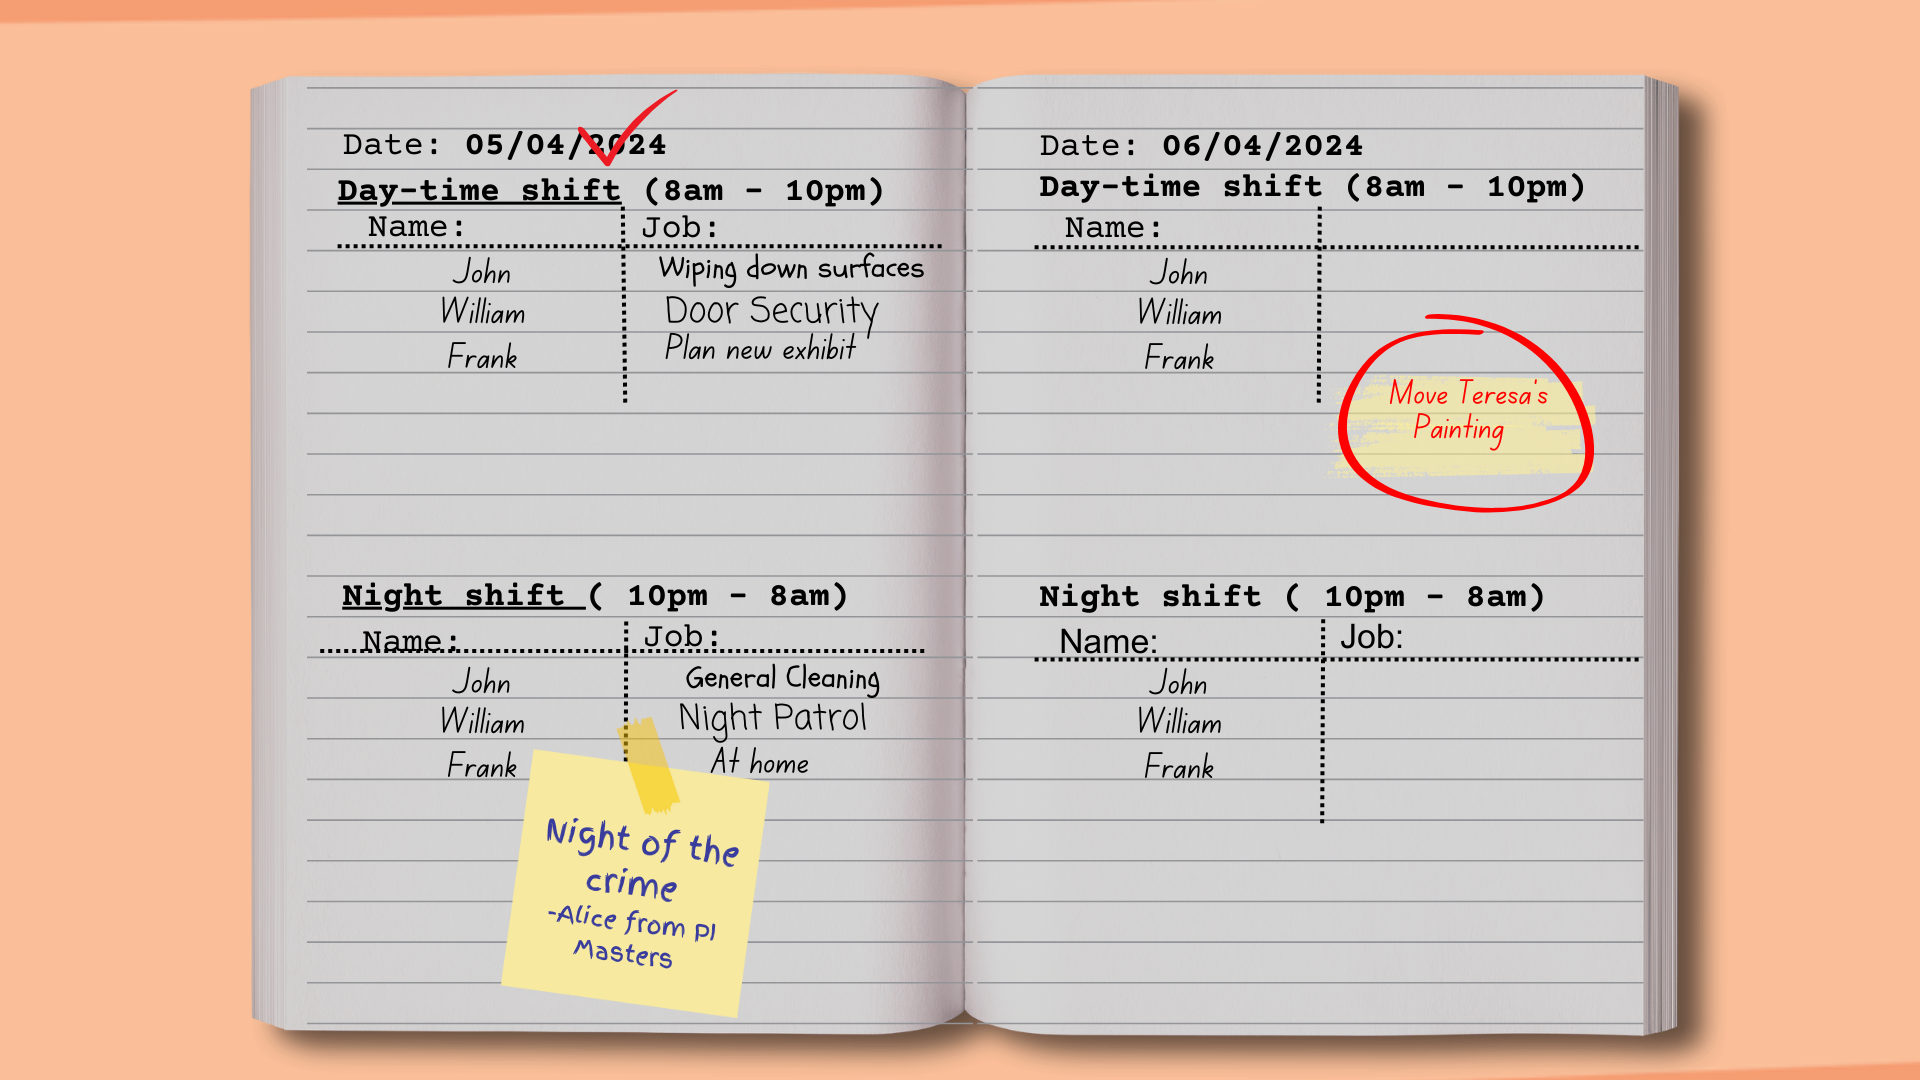 Date: 05/04/2024
Day-time shift (8am - 10pm)
Name: Job:
John Wiping down surfaces
William Door Security
Frank Plan new exhibit
Night shift ( 10pm - 8am)
Name: Job:
John General Cleaning
William Night Patrol
Frank At home
Night of the
crime
-Alice from PI
Masters
Date: 06/04/2024
Day-time shift (8am - 10pm)
Name:
John
William
Frank
Move Teresa's
Painting
Night shift ( 10pm - 8am)
Name: Job:
John
William
Frank